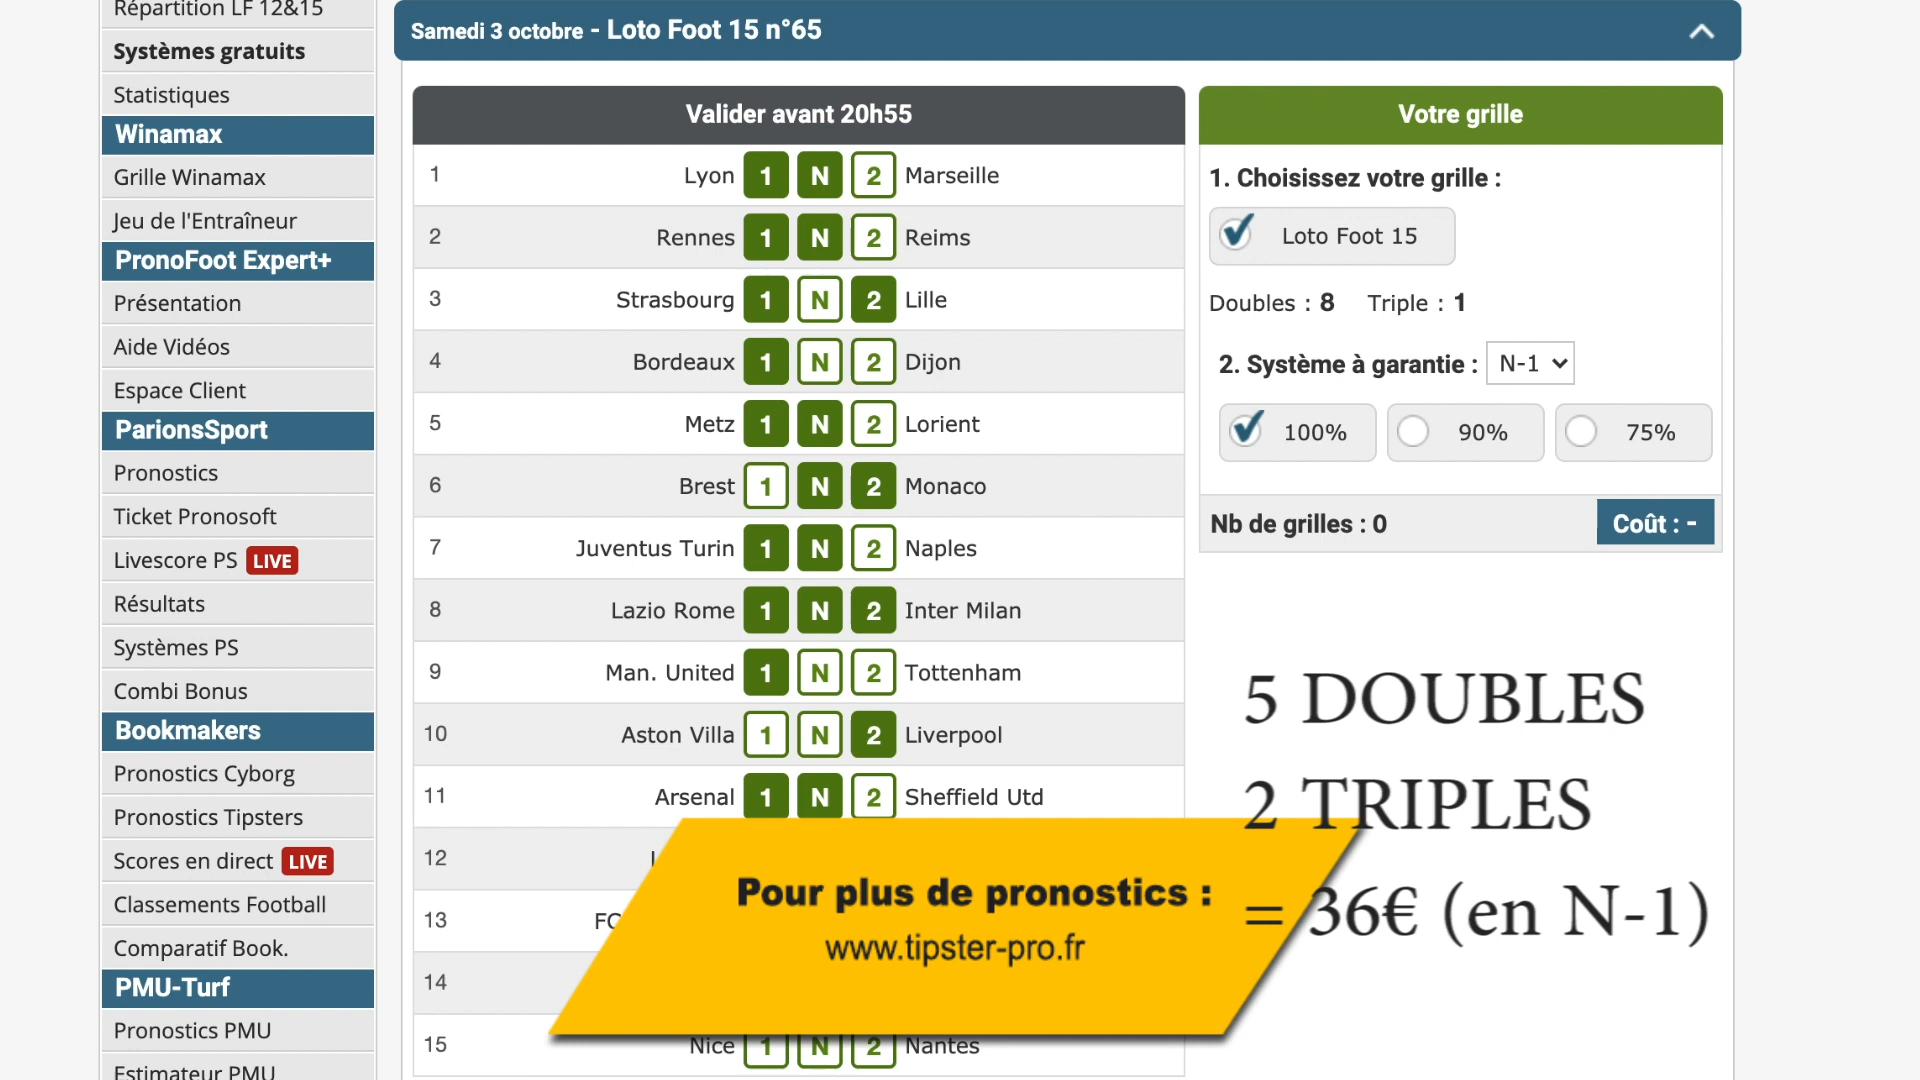 Répartition LF 12&15
Systèmes gratuits
Statistiques
Winamax
Grille Winamax
Jeu de l'Entraîneur
PronoFoot Expert+
Présentation
Aide Vidéos
Espace Client
ParionsSport
Pronostics
Ticket Pronosoft
Livescore PS LIVE
Résultats
Systèmes PS
Combi Bonus
Bookmakers
Pronostics Cyborg
Pronostics Tipsters
Scores en direct LIVE
Classements Football
Comparatif Book.
PMU-Turf
Pronostics PMU
Estimateur PMU
Samedi 3 octobre - Loto Foot 15 n°65
Valider avant 20h55
1 Lyon 1 N 2 Marseille
2 Rennes 1 N 2 Reims
3 Strasbourg 1 N 2 Lille
4 Bordeaux 1 N 2 Dijon
5 Metz 1 N 2 Lorient
6 Brest 1 N 2 Monaco
7 Juventus Turin 1 N 2 Naples
8 Lazio Rome 1 N 2 Inter Milan
9 Man. United 1 N 2 Tottenham
10 Aston Villa 1 N 2 Liverpool
11 Arsenal 1 N 2 Sheffield Utd
12
13 FC
14
15 Nice 1 N 2 Nantes
Pour plus de pronostics :
www.tipster-pro.fr
Votre grille
1. Choisissez votre grille :
Loto Foot 15
Doubles : 8 Triple : 1
2. Système à garantie : N-1
100% 90% 75%
Nb de grilles : 0 Coût : -
5 DOUBLES
2 TRIPLES
= 36€ (en N-1)